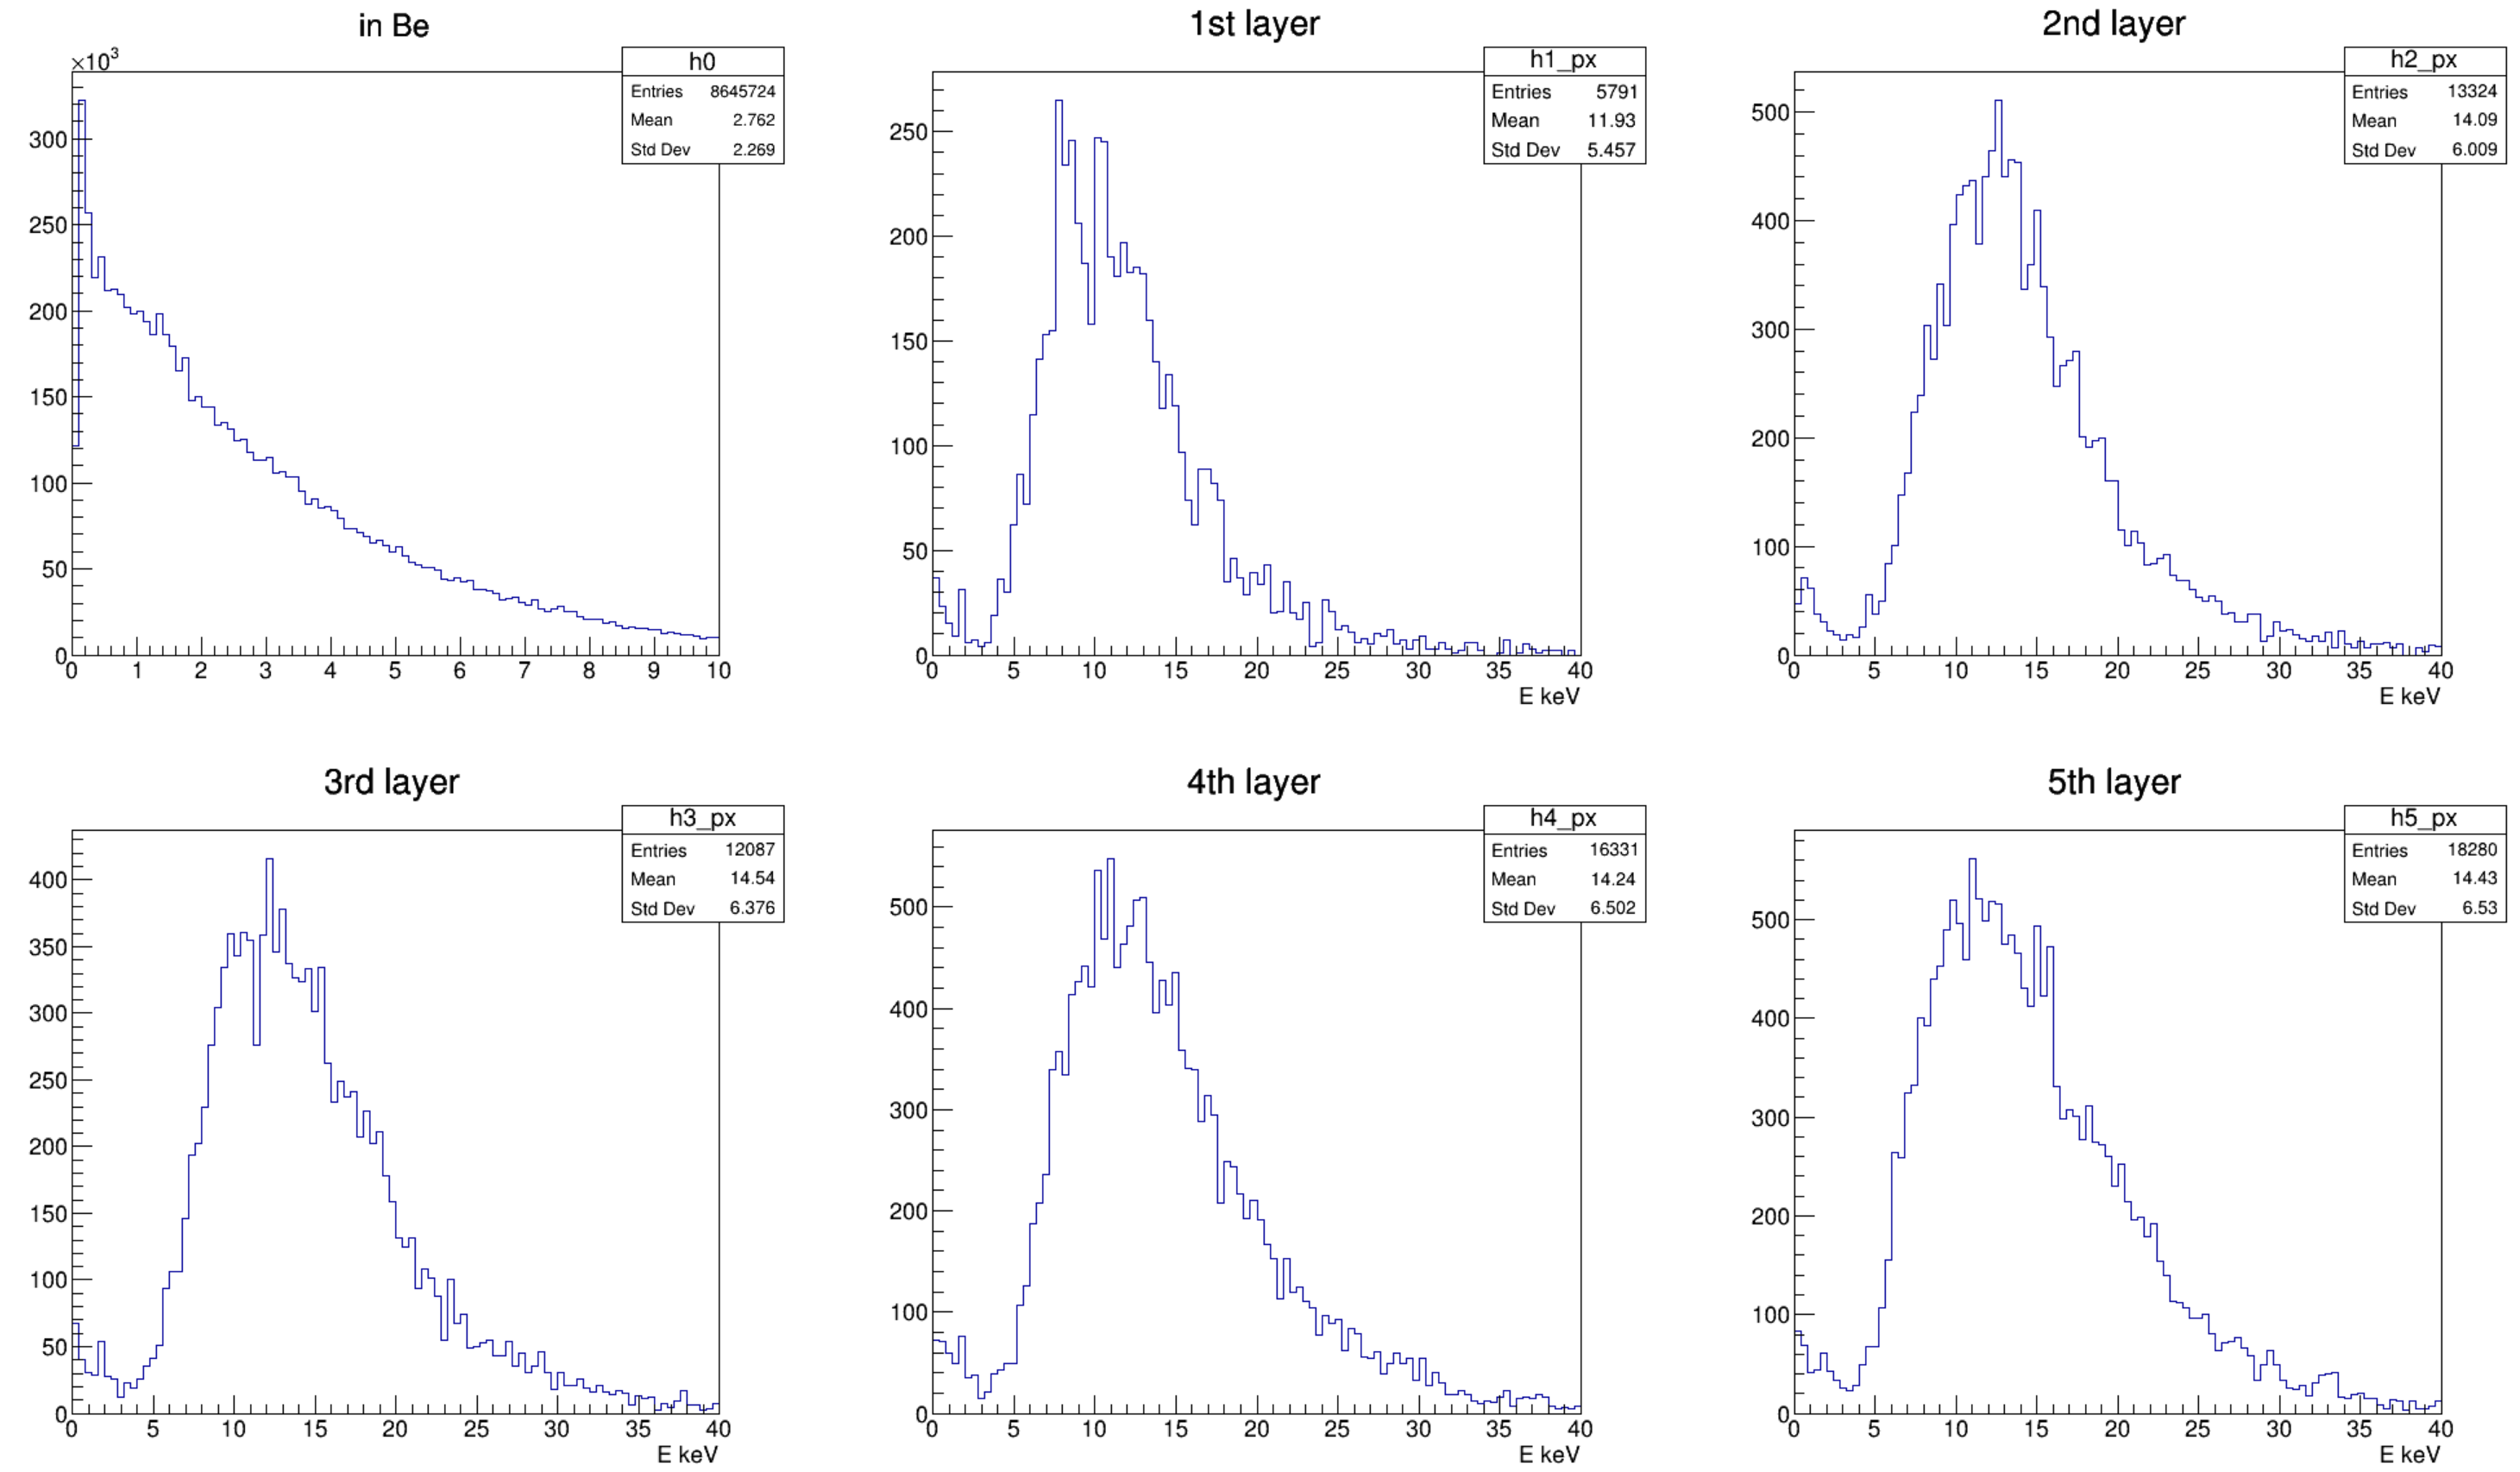 in Be
×10³
h0
Entries 8645724
Mean 2.762
Std Dev 2.269
300
250
200
150
100
50
0
0 1 2 3 4 5 6 7 8 9 10
1st layer
h1_px
Entries 5791
Mean 11.93
Std Dev 5.457
250
200
150
100
50
0
0 5 10 15 20 25 30 35 40
E keV
2nd layer
h2_px
Entries 13324
Mean 14.09
Std Dev 6.009
500
400
300
200
100
0
0 5 10 15 20 25 30 35 40
E keV
3rd layer
h3_px
Entries 12087
Mean 14.54
Std Dev 6.376
400
350
300
250
200
150
100
50
0
0 5 10 15 20 25 30 35 40
E keV
4th layer
h4_px
Entries 16331
Mean 14.24
Std Dev 6.502
500
400
300
200
100
0
0 5 10 15 20 25 30 35 40
E keV
5th layer
h5_px
Entries 18280
Mean 14.43
Std Dev 6.53
500
400
300
200
100
0
0 5 10 15 20 25 30 35 40
E keV